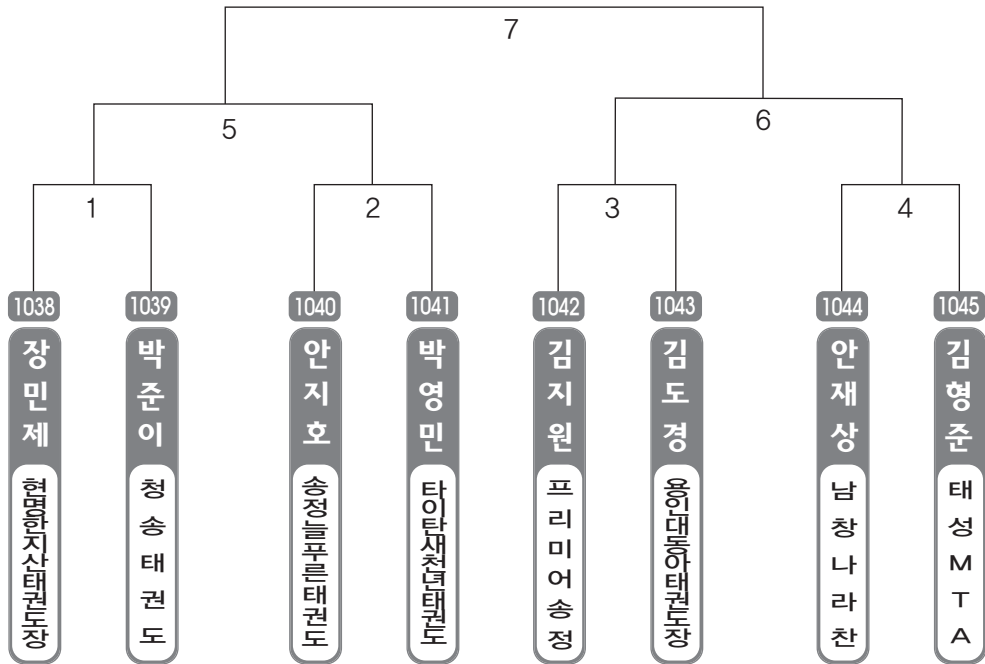 7
5
6
1
2
3
4
1038
1039
1040
1041
1042
1043
1044
1045
장민제
박준이
안지호
박영민
김지원
김도경
안재상
김형준
현명한지산태권도장
청송태권도
송정늘푸른태권도
타이탄새천년태권도
프리미어송정
용인대동아태권도장
남창나라찬
태성MTA